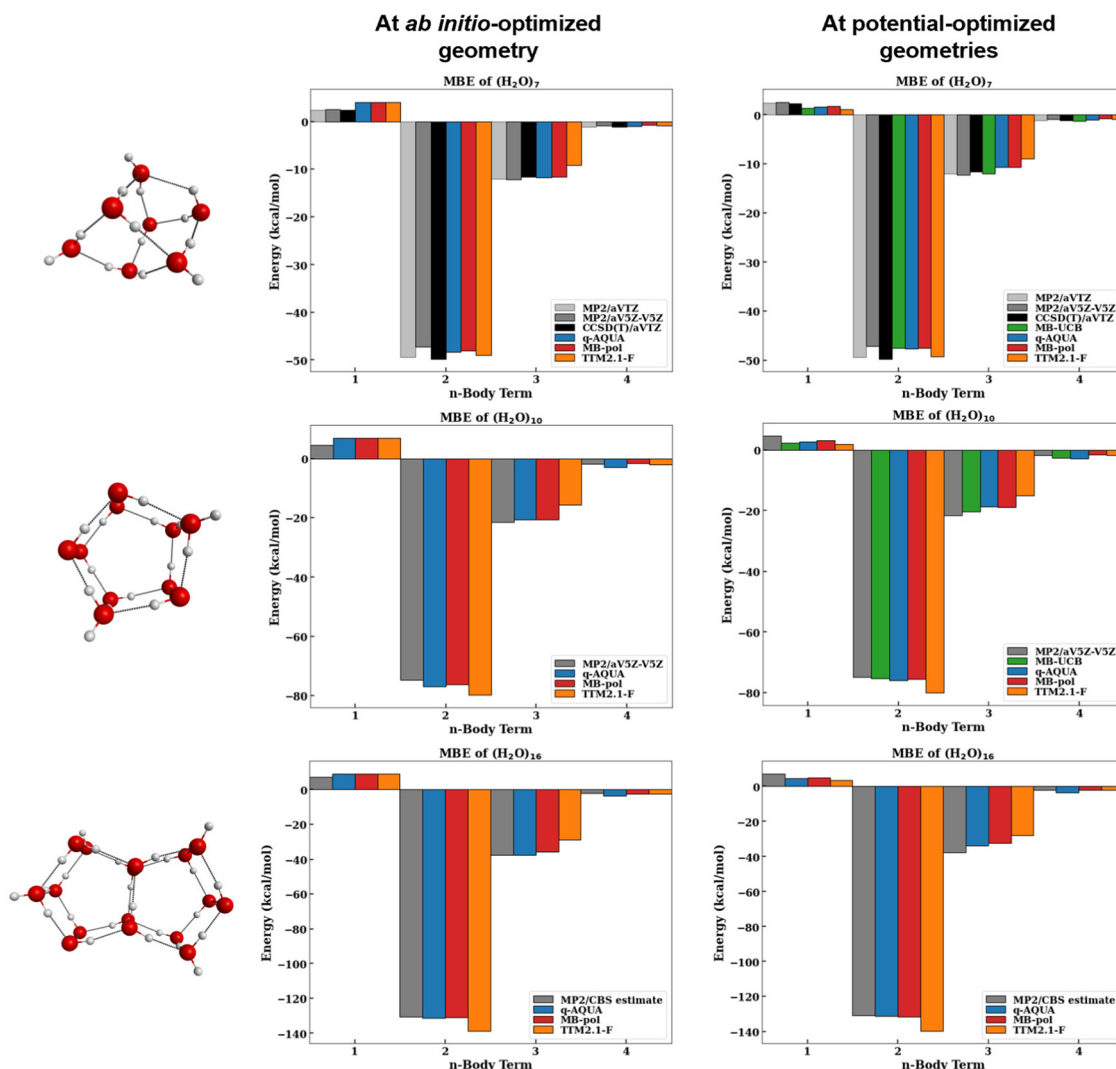 At ab initio-optimized
geometry
At potential-optimized
geometries
MBE of (H₂O)₇
Energy (kcal/mol)
0
−10
−20
−30
−40
−50
MP2/aVTZ
MP2/aV5Z-V5Z
CCSD(T)/aVTZ
q-AQUA
MB-pol
TTM2.1-F
1 2 3 4
n-Body Term
MBE of (H₂O)₇
Energy (kcal/mol)
0
−10
−20
−30
−40
−50
MP2/aVTZ
MP2/aV5Z-V5Z
CCSD(T)/aVTZ
MB-UCB
q-AQUA
MB-pol
TTM2.1-F
1 2 3 4
n-Body Term
MBE of (H₂O)₁₀
Energy (kcal/mol)
0
−20
−40
−60
−80
MP2/aV5Z-V5Z
q-AQUA
MB-pol
TTM2.1-F
1 2 3 4
n-Body Term
MBE of (H₂O)₁₀
Energy (kcal/mol)
0
−20
−40
−60
−80
MP2/aV5Z-V5Z
MB-UCB
q-AQUA
MB-pol
TTM2.1-F
1 2 3 4
n-Body Term
MBE of (H₂O)₁₆
Energy (kcal/mol)
0
−20
−40
−60
−80
−100
−120
−140
MP2/CBS estimate
q-AQUA
MB-pol
TTM2.1-F
1 2 3 4
n-Body Term
MBE of (H₂O)₁₆
Energy (kcal/mol)
0
−20
−40
−60
−80
−100
−120
−140
MP2/CBS estimate
q-AQUA
MB-pol
TTM2.1-F
1 2 3 4
n-Body Term